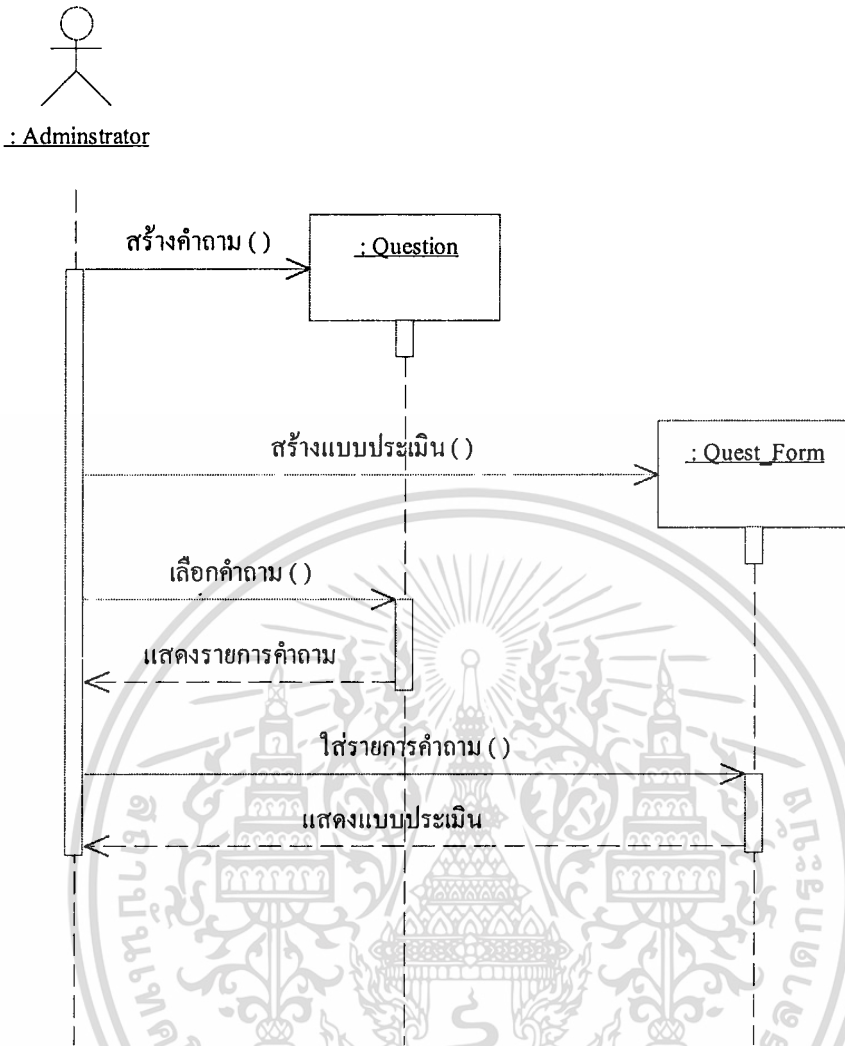 : Adminstrator
สร้างคำถาม ( )
: Question
สร้างแบบประเมิน ( )
: Quest_Form
เลือกคำถาม ( )
แสดงรายการคำถาม
ใส่รายการคำถาม ( )
แสดงแบบประเมิน